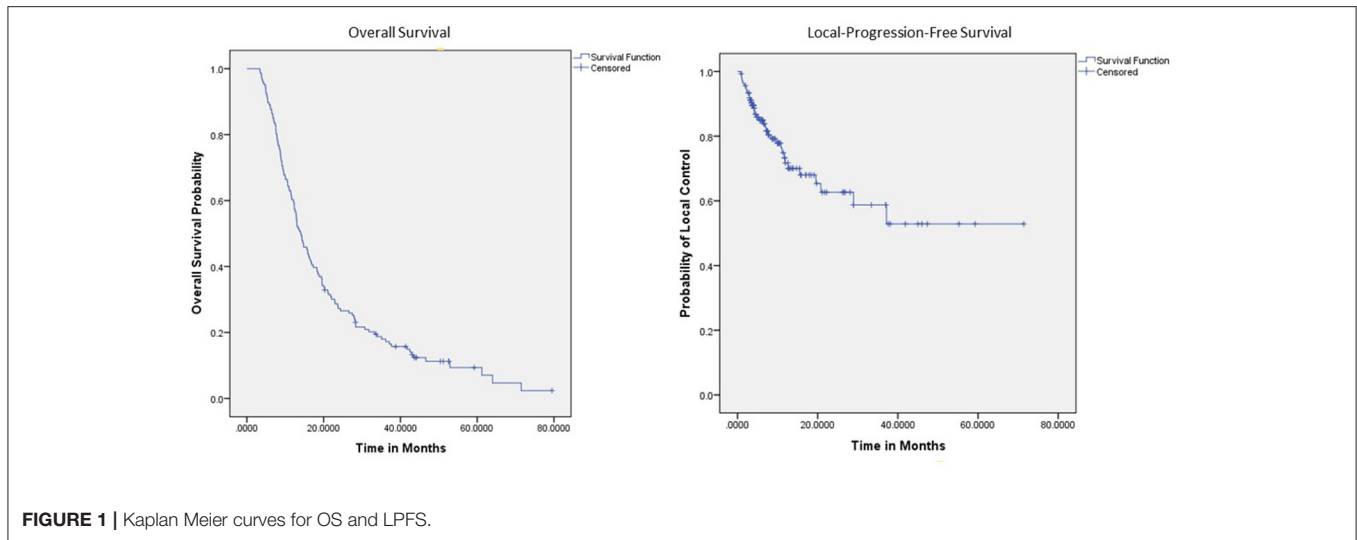 Overall Survival
Survival Function
Censored
1.0
0.8
0.6
0.4
0.2
0.0
Overall Survival Probability
.0000 20.0000 40.0000 60.0000 80.0000
Time in Months
Local-Progression-Free Survival
Survival Function
Censored
1.0
0.8
0.6
0.4
0.2
0.0
Probability of Local Control
.0000 20.0000 40.0000 60.0000 80.0000
Time in Months
FIGURE 1 | Kaplan Meier curves for OS and LPFS.